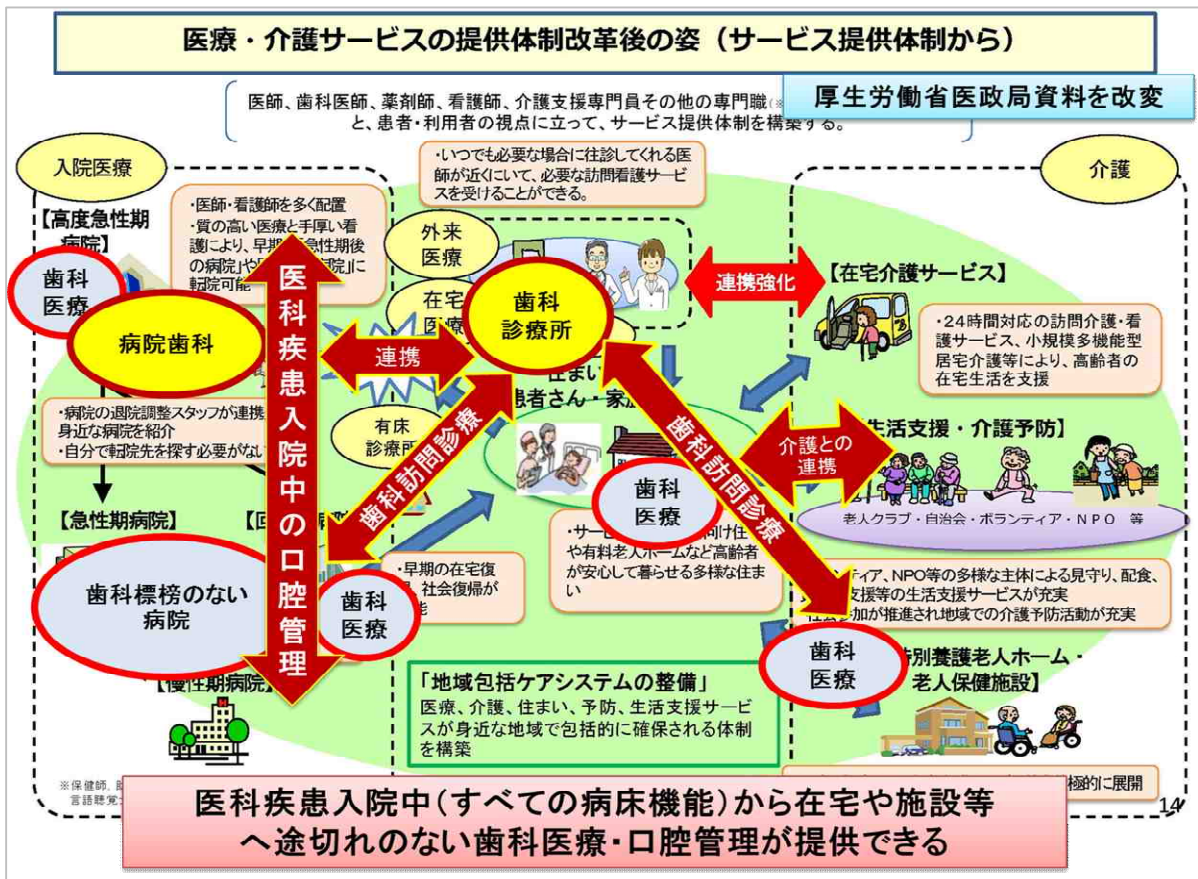 医療・介護サービスの提供体制改革後の姿（サービス提供体制から）
厚生労働省医政局資料を改変
医師、歯科医師、薬剤師、看護師、介護支援専門員その他の専門職(※
と、患者・利用者の視点に立って、サービス提供体制を構築する。
入院医療
【高度急性期
病院】
・医師・看護師を多く配置
・質の高い医療と手厚い看
護により、早期
急性期後
の病院」や
院」に
転院可能
歯科
医療
病院歯科
・病院の退院調整スタッフが連携
身近な病院を紹介
・自分で転院先を探す必要がない
【急性期病院】
【回
歯科標榜のない
病院
歯科
医療
【慢性期病院】
医科疾患入院中の口腔管理
・いつでも必要な場合に往診してくれる医
師が近くにいて、必要な訪問看護サービ
スを受けることができる。
外来
医療
在宅
医療
歯科
診療所
連携
有床
診療所
歯科訪問診療
住まい
患者さん・家族
歯科
医療
歯科訪問診療
・早期の在宅復
、社会復帰が
能
・サー
向け住
や有料老人ホームなど高齢者
が安心して暮らせる多様な住ま
い
「地域包括ケアシステムの整備」
医療、介護、住まい、予防、生活支援サービ
スが身近な地域で包括的に確保される体制
を構築
連携強化
介護
【在宅介護サービス】
・２４時間対応の訪問介護・看
護サービス、小規模多機能型
居宅介護等により、高齢者の
在宅生活を支援
介護との
連携
生活支援・介護予防】
老人クラブ・自治会・ボランティア・ＮＰＯ 等
ンティア、NPO等の多様な主体による見守り、配食、
支援等の生活支援サービスが充実
加が推進され地域での介護予防活動が充実
歯科
医療
特別養護老人ホーム・
老人保健施設】
極的に展開
※保健師、
言語聴覚
医科疾患入院中（すべての病床機能）から在宅や施設等
へ途切れのない歯科医療・口腔管理が提供できる
14